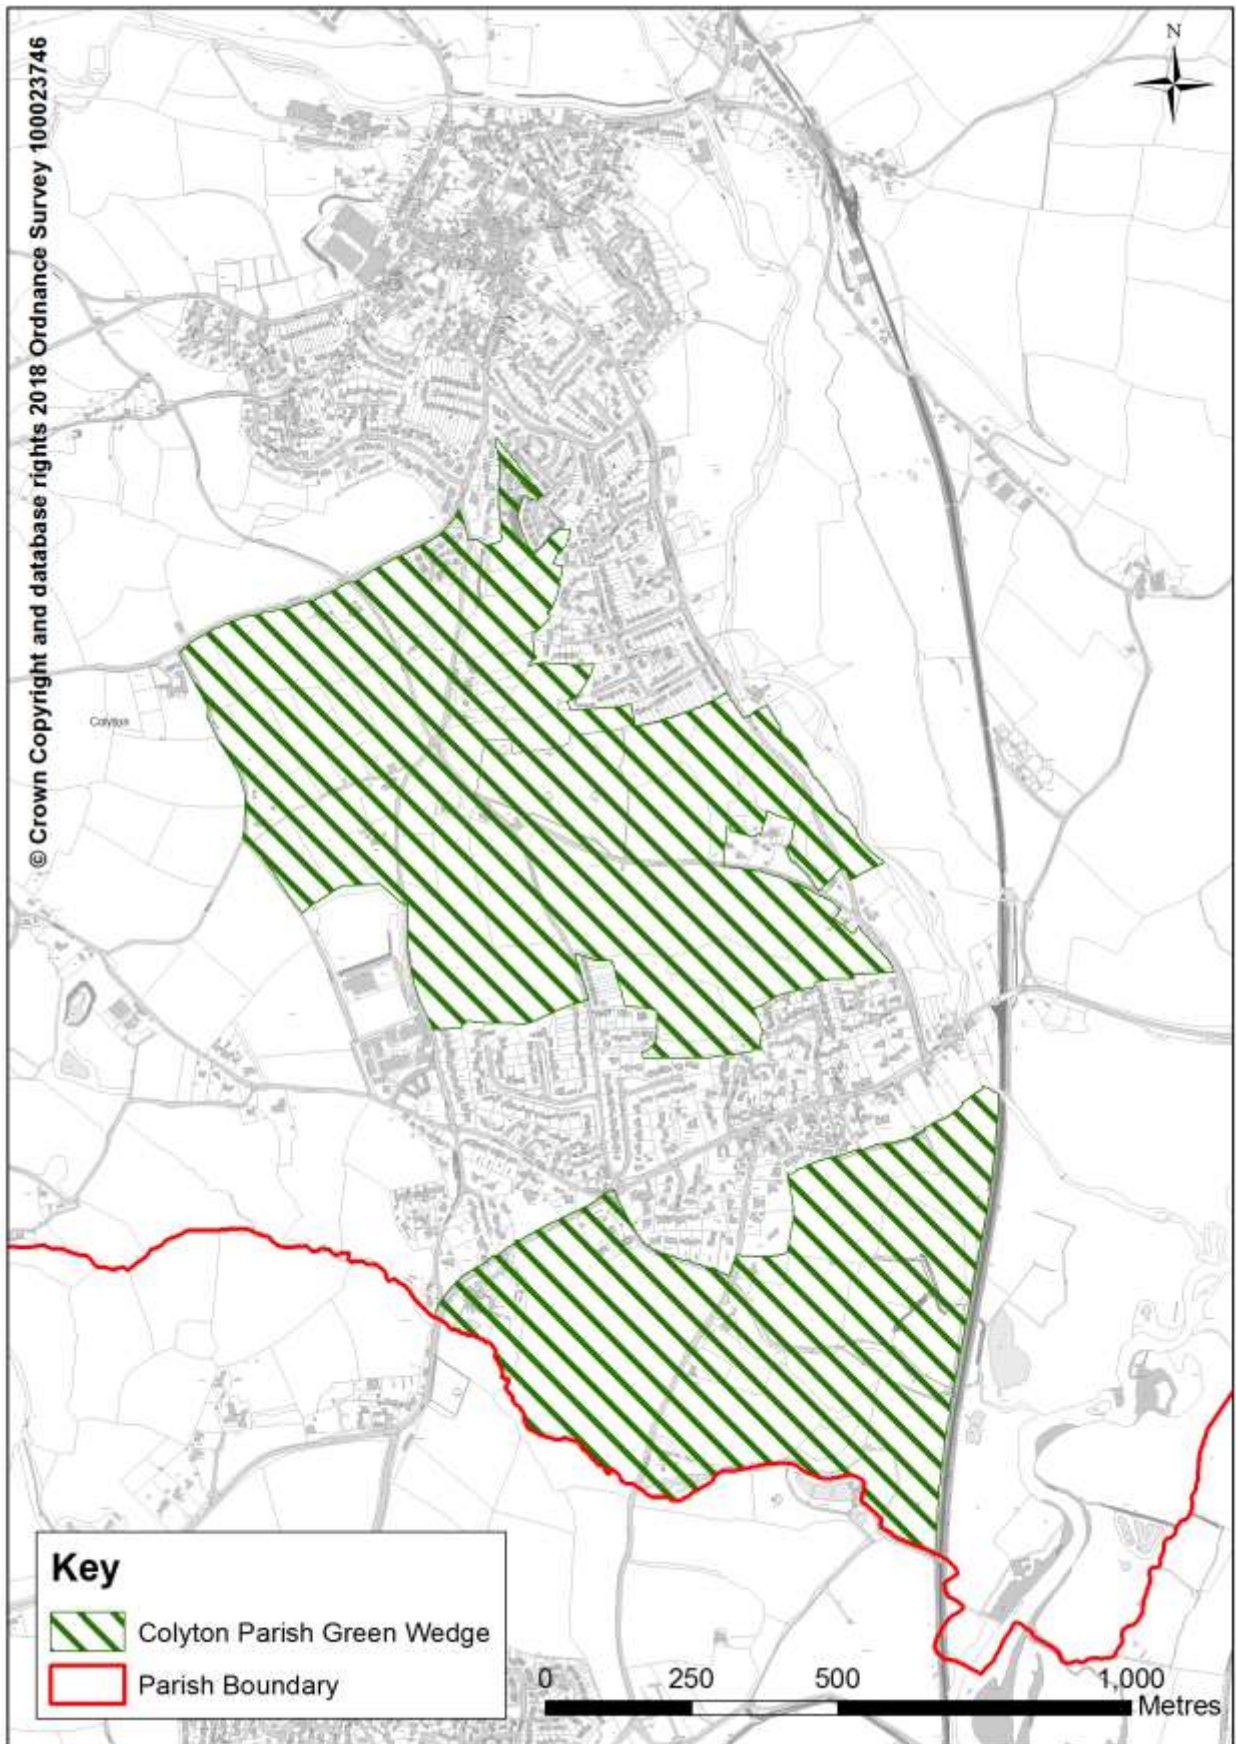 © Crown Copyright and database rights 2018 Ordnance Survey 100023746
N
Colyton
Key
Colyton Parish Green Wedge
Parish Boundary
0 250 500 1,000
Metres